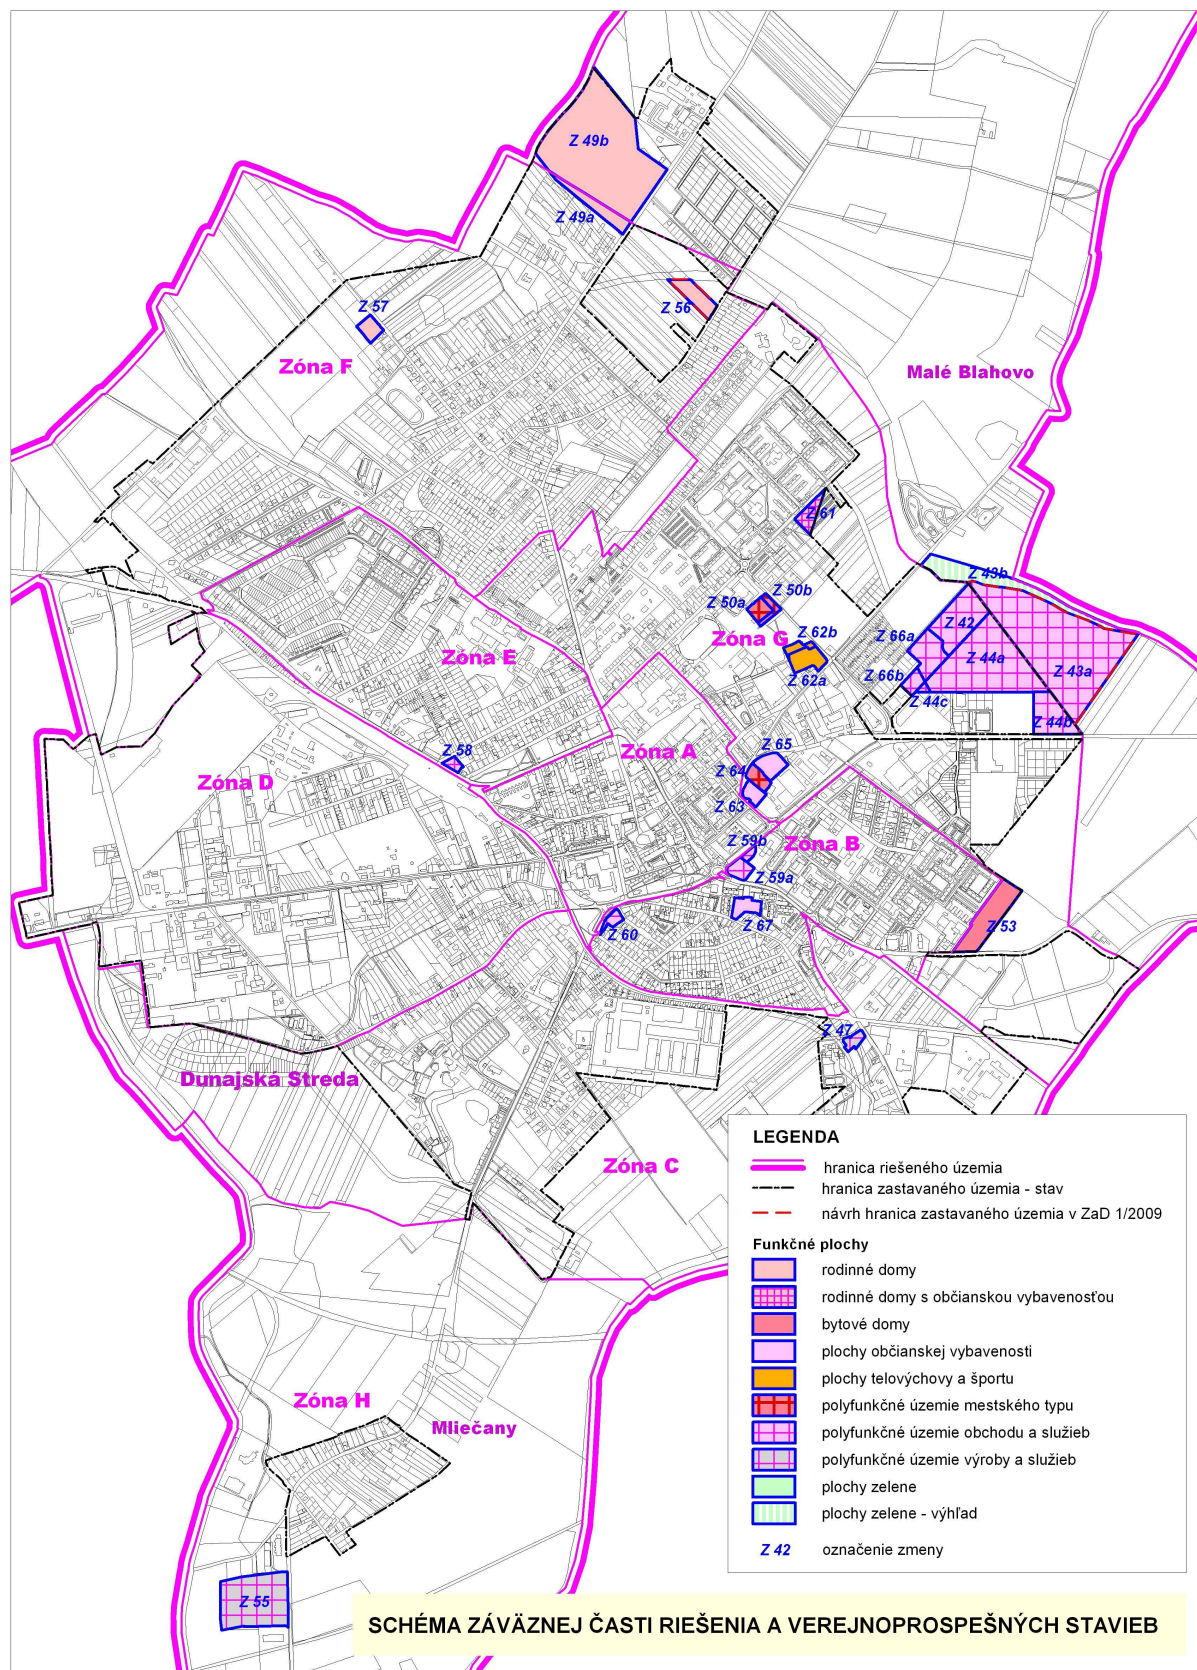 Z 49b
Z 49a
Z 57
Z 56
Zóna F
Malé Blahovo
Z 61
Z 43b
Z 50b
Z 50a
Z 42
Zóna G
Z 62b
Z 66a
Zóna E
Z 44a
Z 43a
Z 62a
Z 66b
Z 44c
Z 44b
Z 58
Zóna A
Z 65
Z 64
Zóna D
Z 63
Z 59b
Zóna B
Z 59a
Z 67
Z 60
Z 53
Z 47
Dunajská Streda
Zóna C
LEGENDA
hranica riešeného územia
hranica zastavaného územia - stav
návrh hranica zastavaného územia v ZaD 1/2009
Funkčné plochy
rodinné domy
rodinné domy s občianskou vybavenosťou
bytové domy
plochy občianskej vybavenosti
plochy telovýchovy a športu
polyfunkčné územie mestského typu
polyfunkčné územie obchodu a služieb
polyfunkčné územie výroby a služieb
plochy zelene
plochy zelene - výhľad
Z 42 označenie zmeny
Zóna H
Mliečany
Z 55
SCHÉMA ZÁVÄZNEJ ČASTI RIEŠENIA A VEREJNOPROSPEŠNÝCH STAVIEB